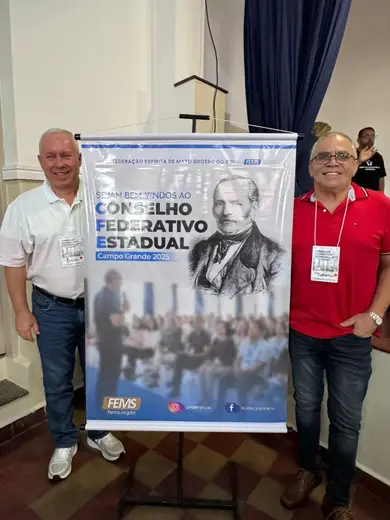 FEDERAÇÃO ESPÍRITA DE MATO GROSSO DO SUL FEMS
SEJAM BEM-VINDOS AO
CONSELHO
FEDERATIVO
ESTADUAL
Campo Grande 2025
FEMS
fems.org.br